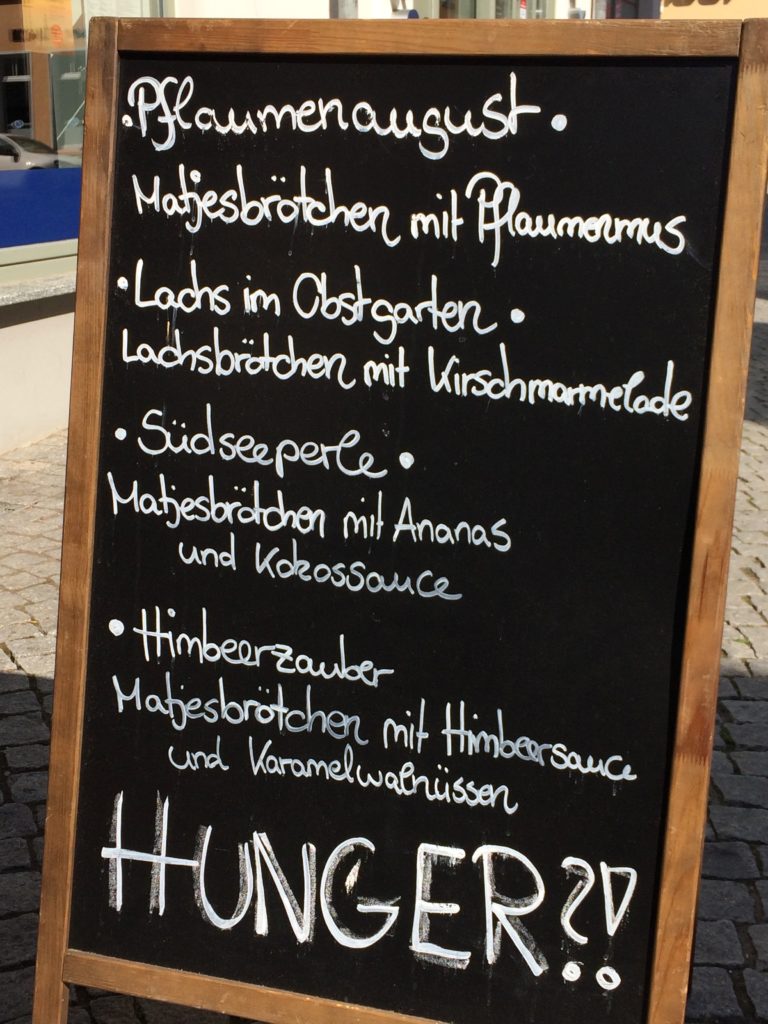 • Pflaumenaugust •
Matjesbrötchen mit Pflaumenmus
• Lachs im Obstgarten •
Lachsbrötchen mit Kirschmarmelade
• Südseeperle •
Matjesbrötchen mit Ananas
und Kokossauce
• Himbeerzauber
Matjesbrötchen mit Himbeersauce
und Karamelwalnüssen
HUNGER?!